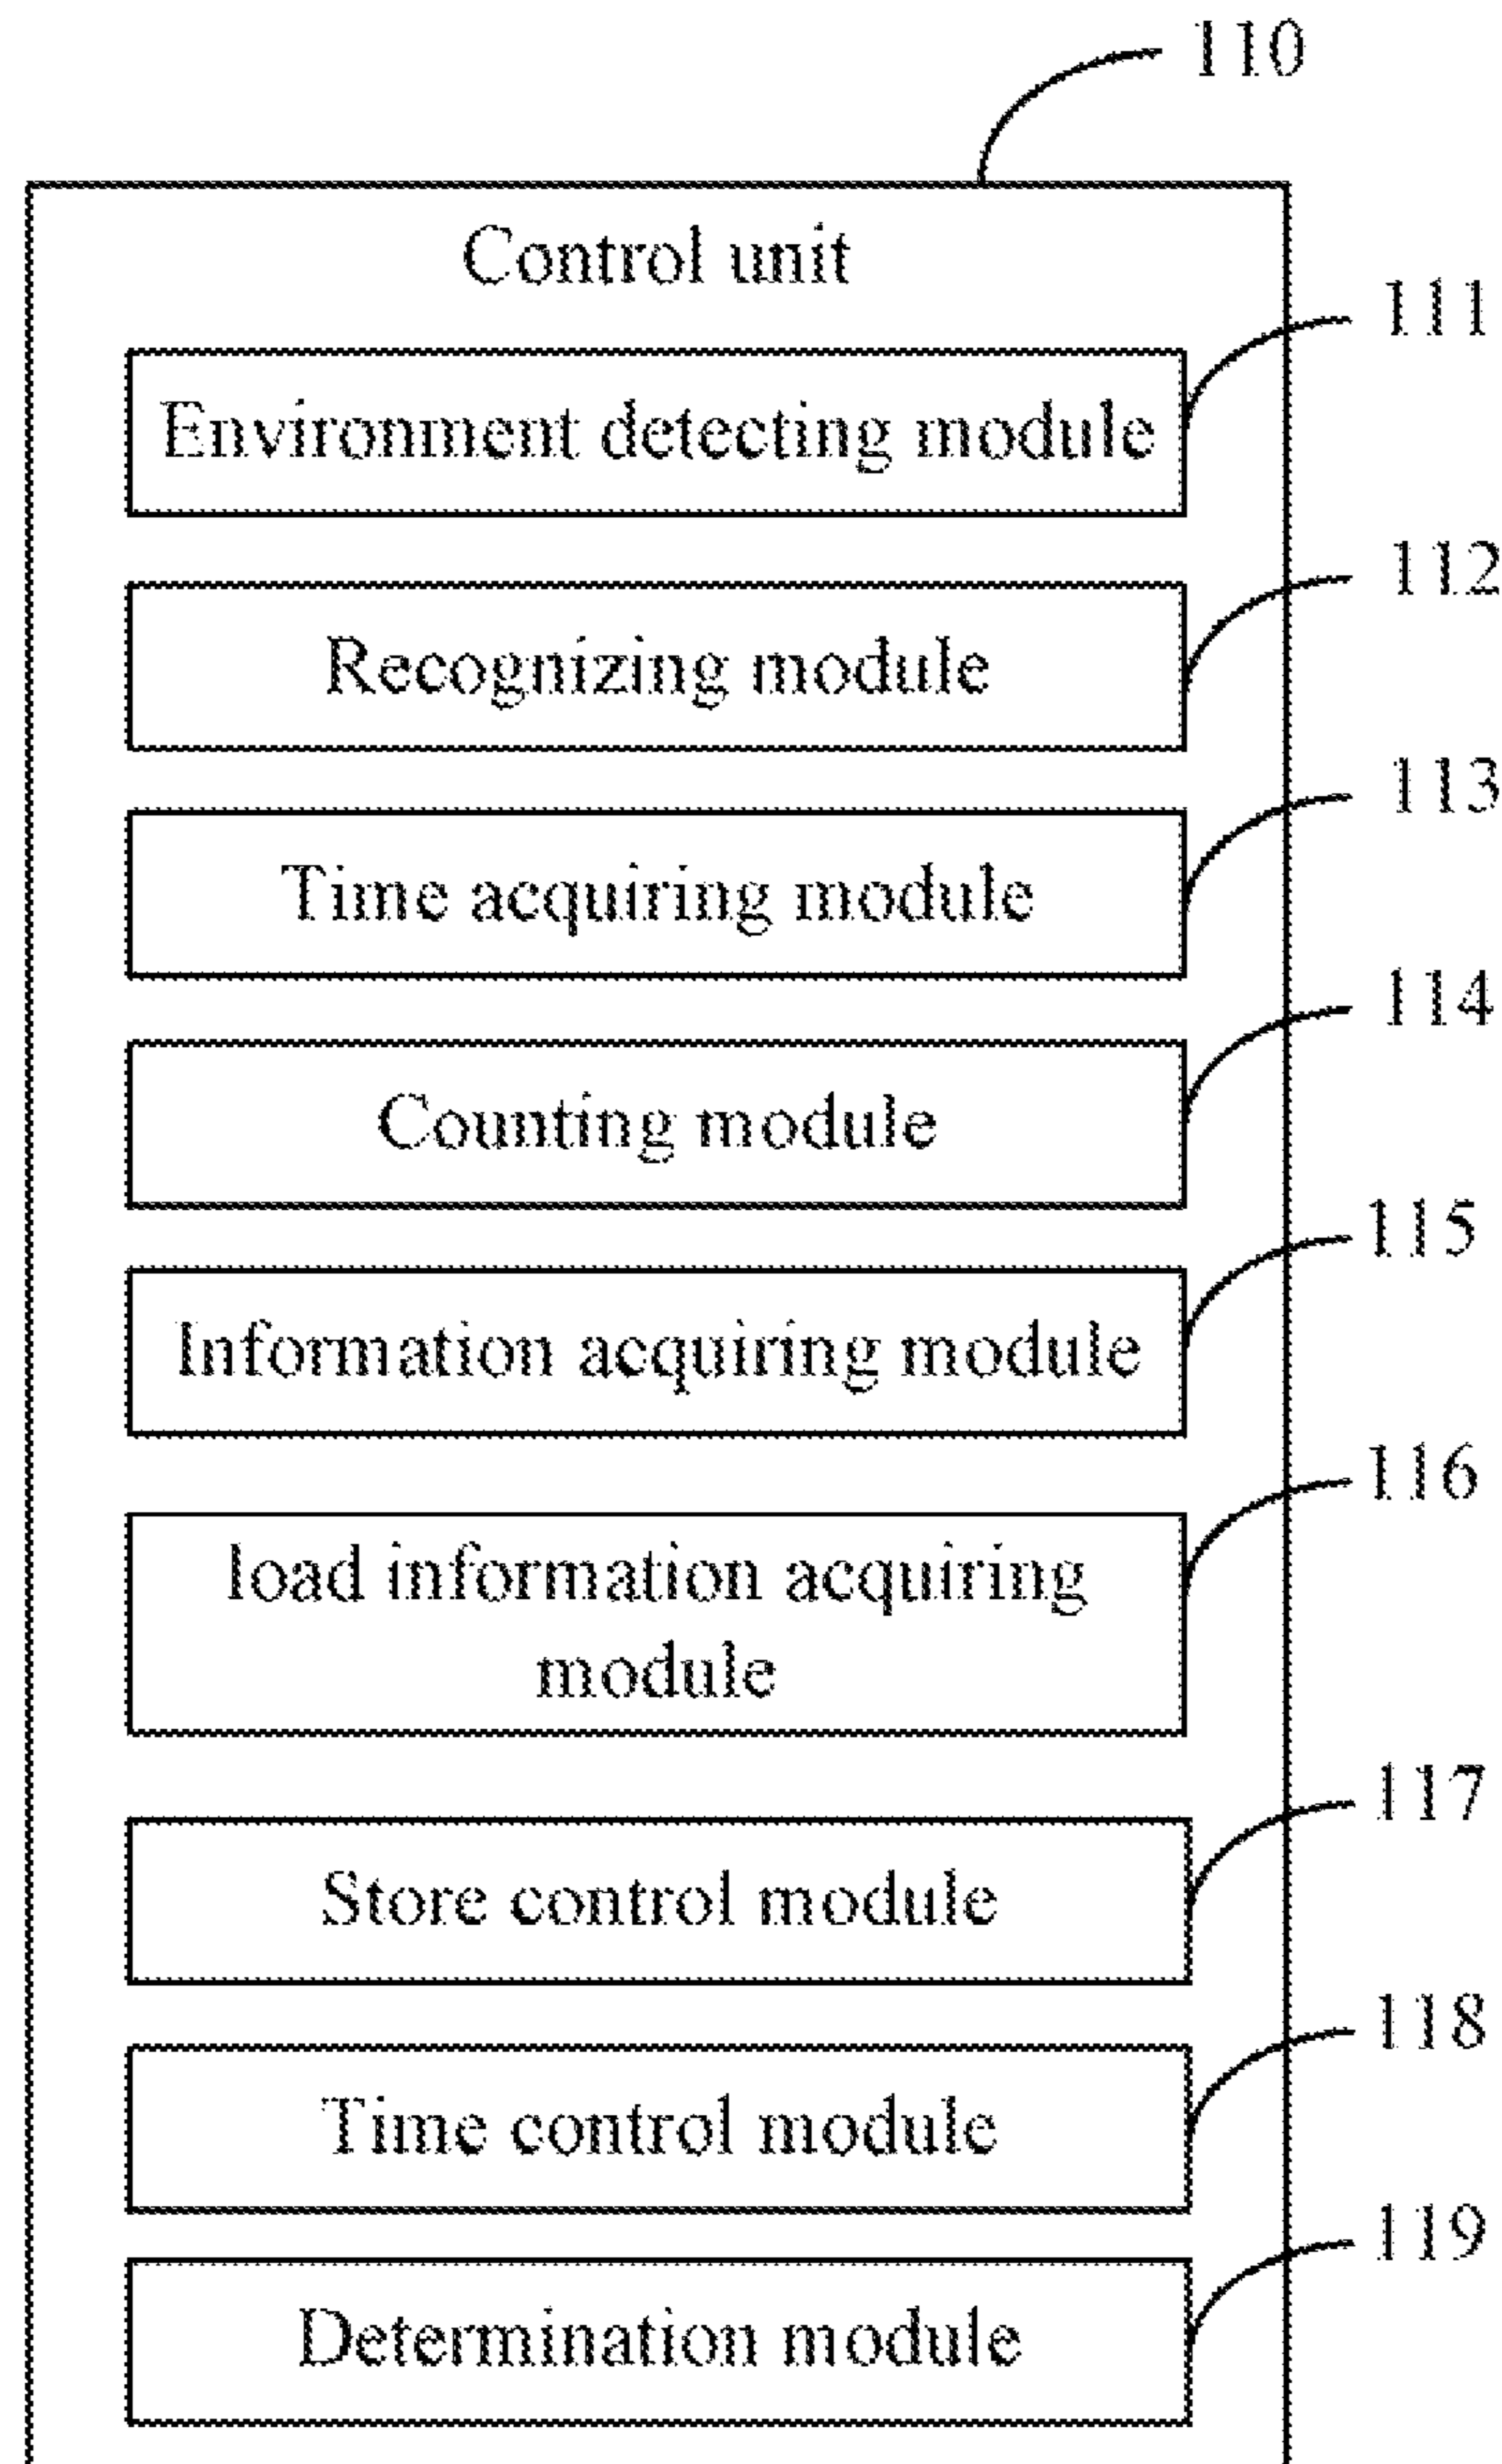 110
Control unit
111
Environment detecting module
112
Recognizing module
113
Time acquiring module
114
Counting module
115
Information acquiring module
116
load information acquiring
module
117
Store control module
118
Time control module
119
Determination module